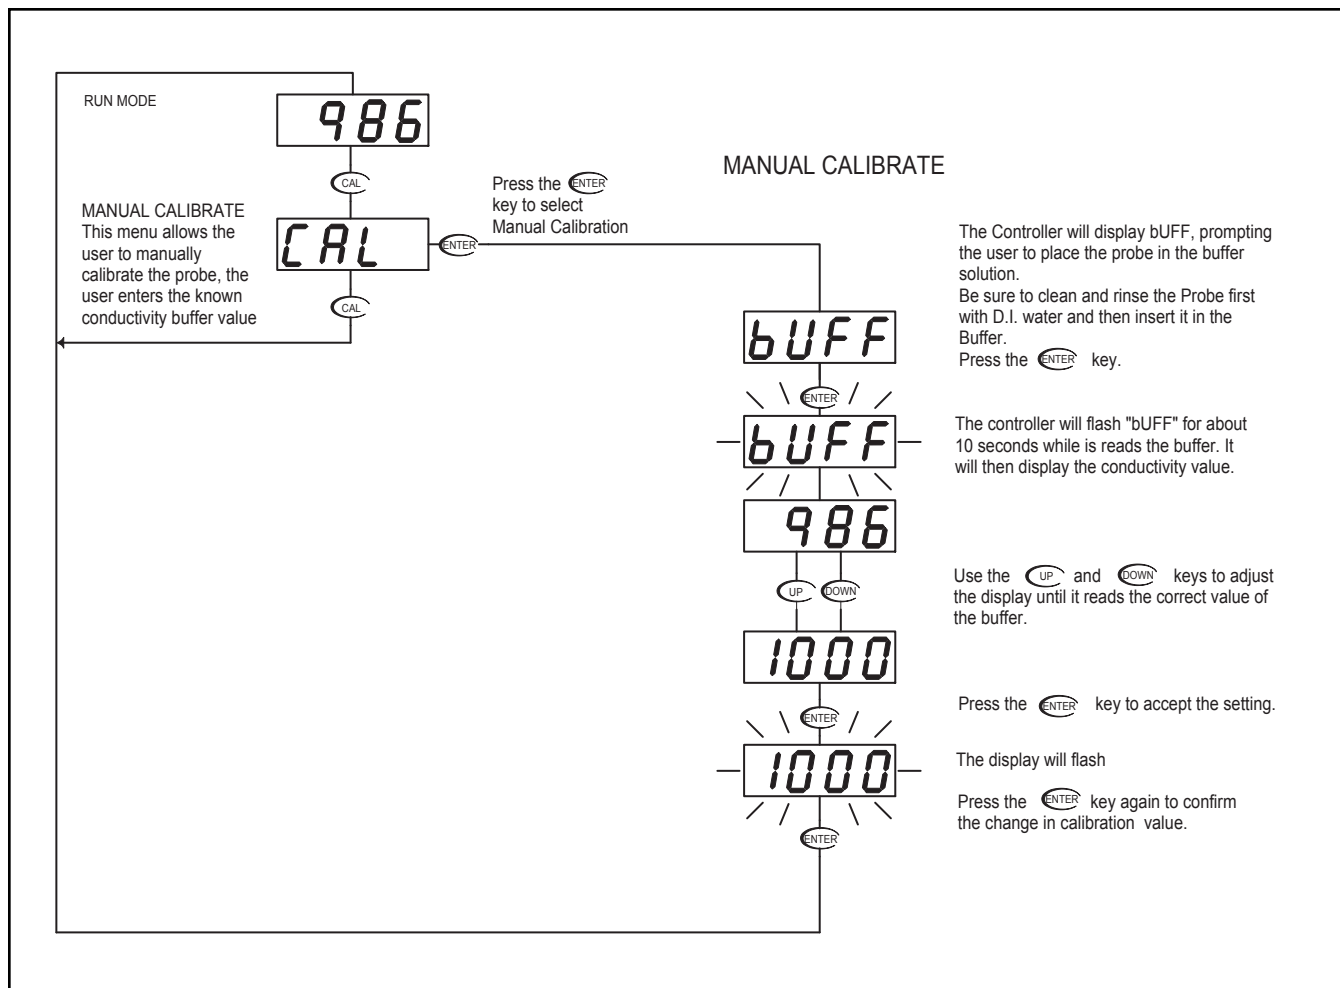 RUN MODE
986
CAL
MANUAL CALIBRATE
This menu allows the
user to manually
calibrate the probe, the
user enters the known
conductivity buffer value
CAL
ENTER
CAL
Press the ENTER
key to select
Manual Calibration
MANUAL CALIBRATE
bUFF
The Controller will display bUFF, prompting
the user to place the probe in the buffer
solution.
Be sure to clean and rinse the Probe first
with D.I. water and then insert it in the
Buffer.
Press the ENTER key.
ENTER
bUFF
The controller will flash "bUFF" for about
10 seconds while is reads the buffer. It
will then display the conductivity value.
986
UP DOWN
Use the UP and DOWN keys to adjust
the display until it reads the correct value of
the buffer.
1000
Press the ENTER key to accept the setting.
ENTER
1000
The display will flash
Press the ENTER key again to confirm
the change in calibration value.
ENTER